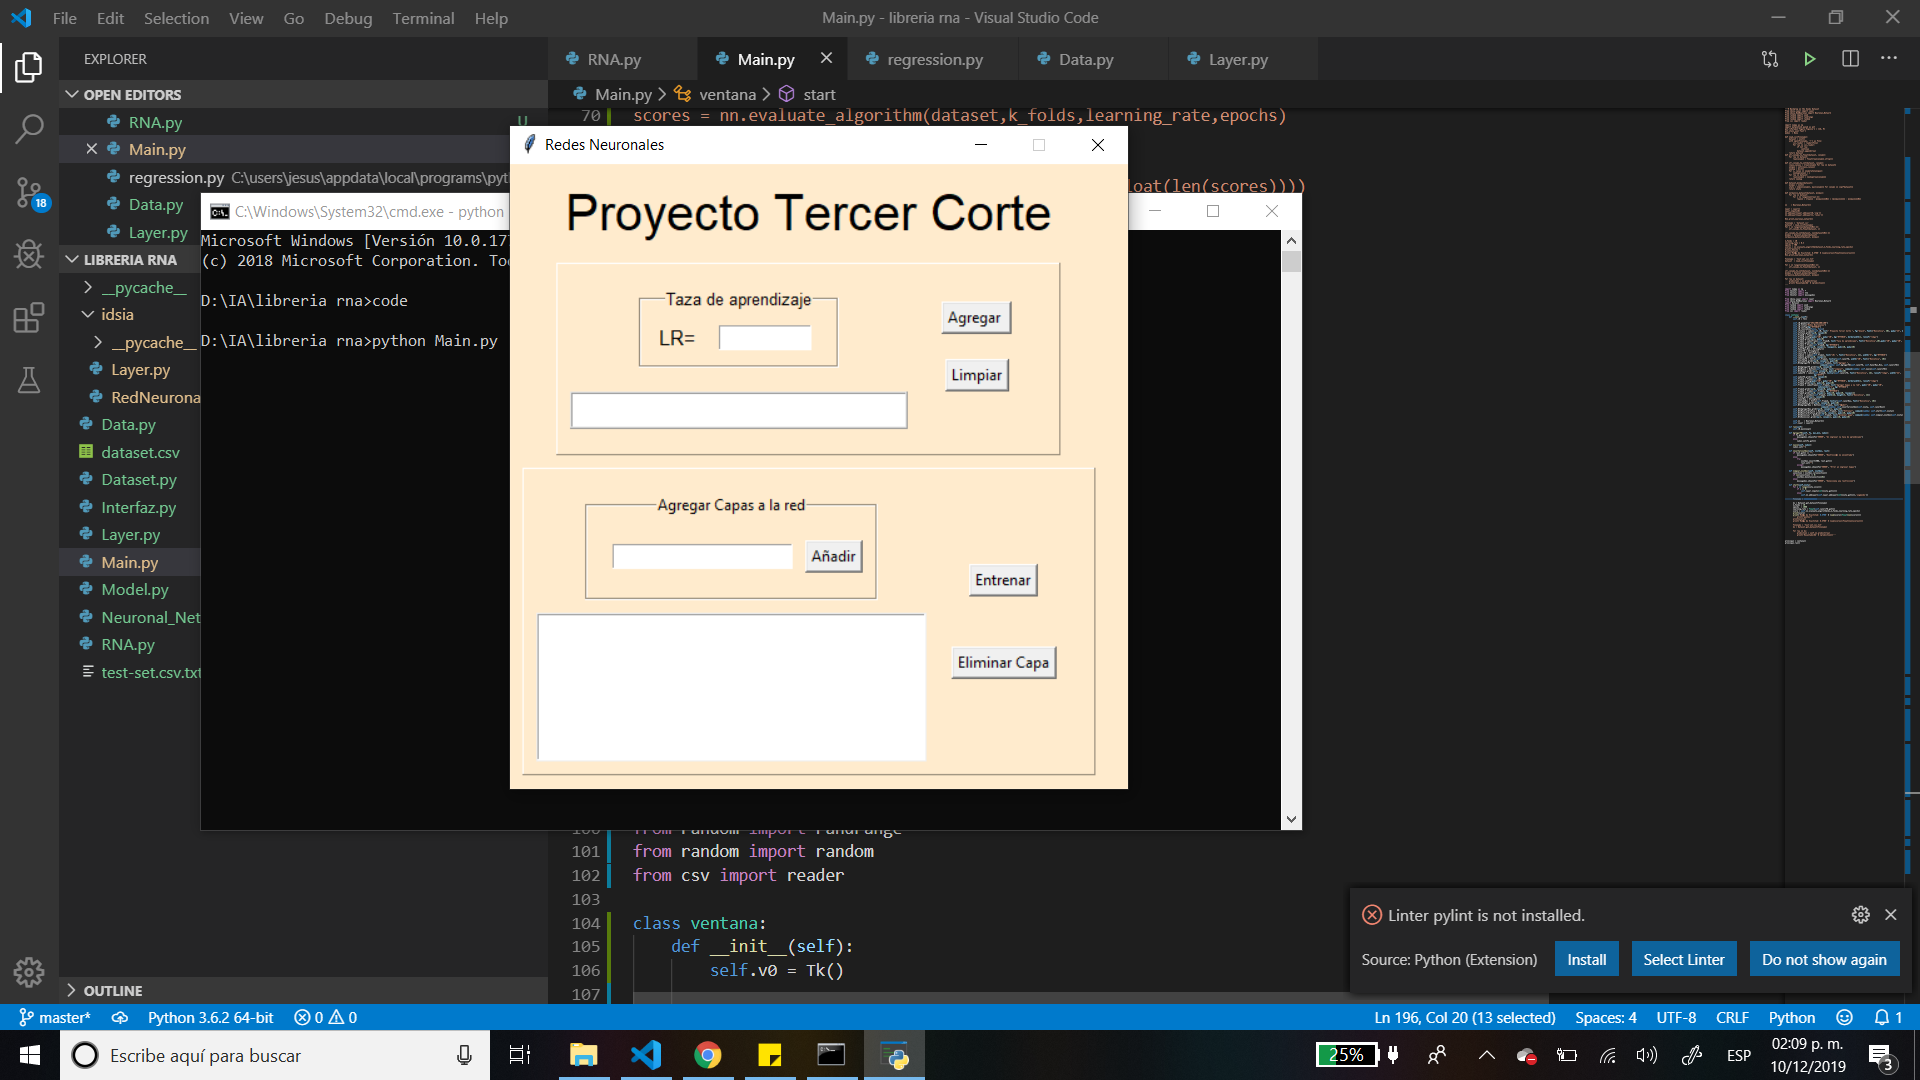 File Edit Selection View Go Debug Terminal Help
Main.py - libreria rna - Visual Studio Code
EXPLORER
RNA.py
Main.py
regression.py
Data.py
Layer.py
OPEN EDITORS
RNA.py U
Main.py
regression.py C:\users\jesus\appdata\local\programs\pyt
Data.py
Layer.py
LIBRERIA RNA
__pycache__
idsia
__pycache__
Layer.py
RedNeurona
Data.py
dataset.csv
Dataset.py
Interfaz.py
Layer.py
Main.py
Model.py
Neuronal_Net
RNA.py
test-set.csv.txt
OUTLINE
18
Main.py > ventana > start
70 scores = nn.evaluate_algorithm(dataset,k_folds,learning_rate,epochs)
loat(len(scores))))
C:\Windows\System32\cmd.exe - python
Microsoft Windows [Versión 10.0.17
(c) 2018 Microsoft Corporation. To
D:\IA\libreria rna>code
D:\IA\libreria rna>python Main.py
Redes Neuronales
Proyecto Tercer Corte
Taza de aprendizaje
LR=
Agregar
Limpiar
Agregar Capas a la red
Añadir
Entrenar
Eliminar Capa
100 from random import randrange
101 from random import random
102 from csv import reader
103
104 class ventana:
105 def __init__(self):
106 self.v0 = Tk()
107
Linter pylint is not installed.
Source: Python (Extension)
Install
Select Linter
Do not show again
master*
Python 3.6.2 64-bit
0 0
Ln 196, Col 20 (13 selected)
Spaces: 4
UTF-8
CRLF
Python
1
Escribe aquí para buscar
25%
ESP
02:09 p. m.
10/12/2019
3